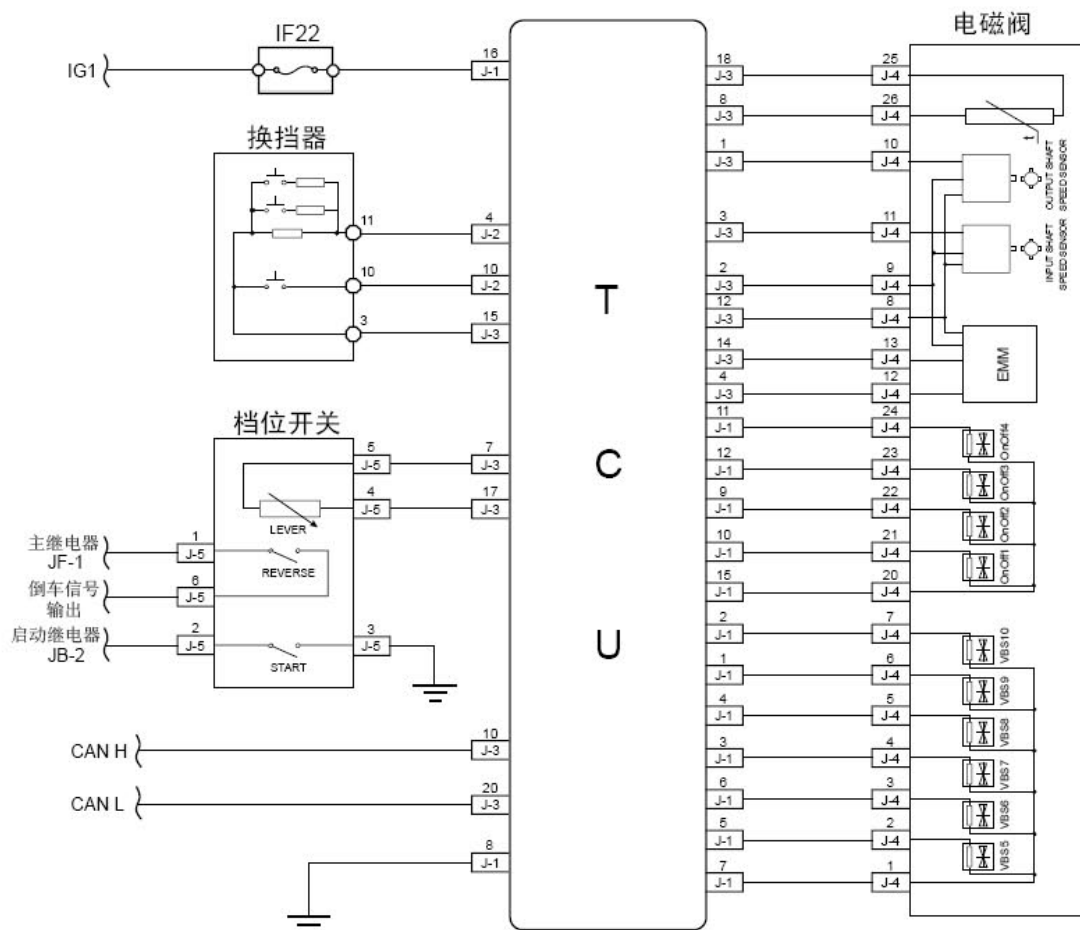 电磁阀
IF22
IG1
16
J-1
换挡器
11
4
J-2
10
10
J-2
3
15
J-3
档位开关
5
J-5
7
J-3
4
J-5
17
J-3
LEVER
主继电器
JF-1
1
J-5
REVERSE
倒车信号
输出
6
J-5
启动继电器
JB-2
2
J-5
START
3
J-5
CAN H
10
J-3
CAN L
20
J-3
8
J-1
T
C
U
18
J-3
25
J-4
8
J-3
26
J-4
t
1
J-3
10
J-4
OUTPUT SHAFT
SPEED SENSOR
3
J-3
11
J-4
INPUT SHAFT
SPEED SENSOR
2
J-3
9
J-4
12
J-3
8
J-4
14
J-3
13
J-4
EMM
4
J-3
12
J-4
11
J-1
24
J-4
OnOff4
12
J-1
23
J-4
OnOff3
9
J-1
22
J-4
OnOff2
10
J-1
21
J-4
OnOff1
15
J-1
20
J-4
2
J-1
7
J-4
VBS10
1
J-1
6
J-4
VBS9
4
J-1
5
J-4
VBS8
3
J-1
4
J-4
VBS7
6
J-1
3
J-4
VBS6
5
J-1
2
J-4
VBS5
7
J-1
1
J-4